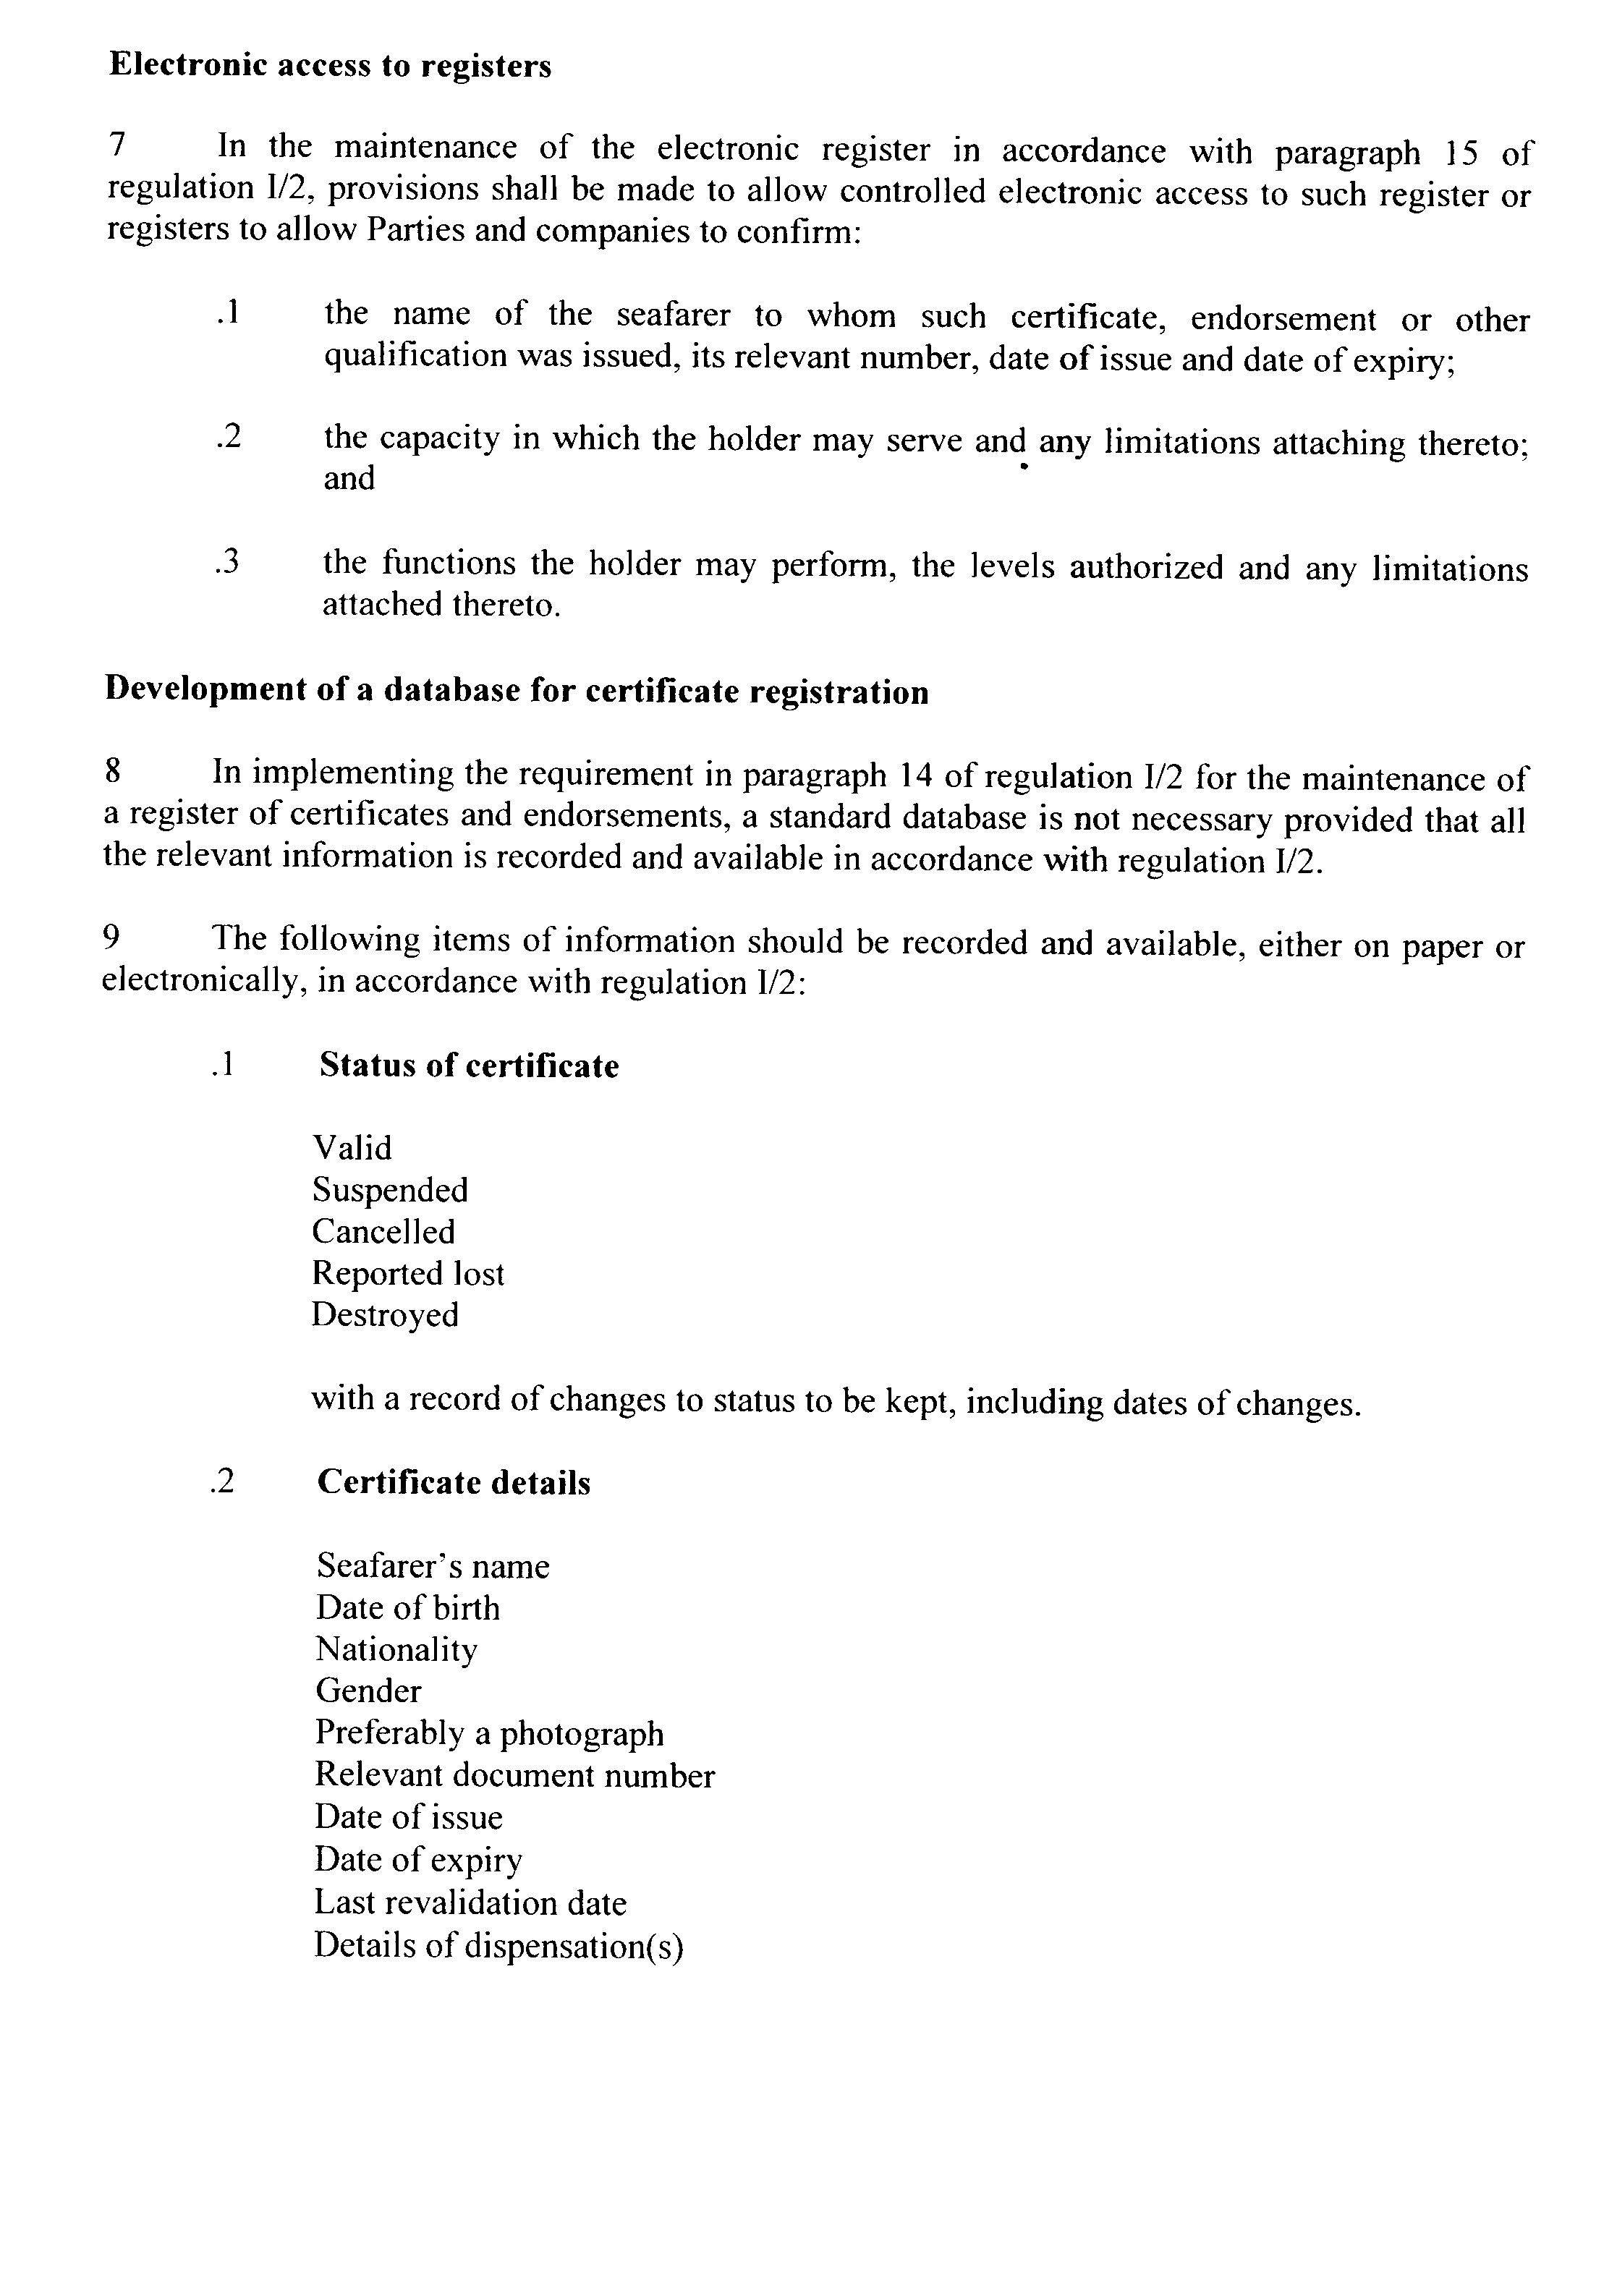 Electronic access to registers
7 In the maintenance of the electronic register in accordance with paragraph 15 of
regulation I/2, provisions shall be made to allow controlled electronic access to such register or
registers to allow Parties and companies to confirm:
.1 the name of the seafarer to whom such certificate, endorsement or other
qualification was issued, its relevant number, date of issue and date of expiry;
.2 the capacity in which the holder may serve and any limitations attaching thereto;
and
.3 the functions the holder may perform, the levels authorized and any limitations
attached thereto.
Development of a database for certificate registration
8 In implementing the requirement in paragraph 14 of regulation I/2 for the maintenance of
a register of certificates and endorsements, a standard database is not necessary provided that all
the relevant information is recorded and available in accordance with regulation I/2.
9 The following items of information should be recorded and available, either on paper or
electronically, in accordance with regulation I/2:
.1 Status of certificate
Valid
Suspended
Cancelled
Reported lost
Destroyed
with a record of changes to status to be kept, including dates of changes.
.2 Certificate details
Seafarer's name
Date of birth
Nationality
Gender
Preferably a photograph
Relevant document number
Date of issue
Date of expiry
Last revalidation date
Details of dispensation(s)